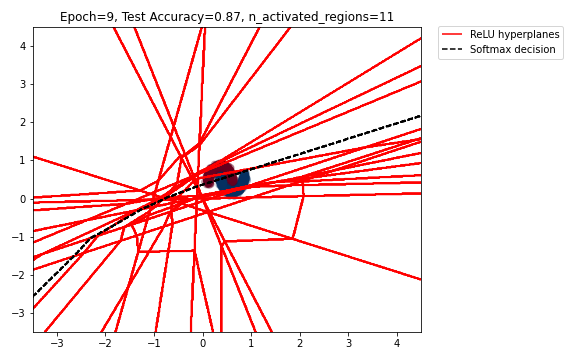 Epoch=9, Test Accuracy=0.87, n_activated_regions=11
ReLU hyperplanes
Softmax decision
4
3
2
1
0
−1
−2
−3
−3 −2 −1 0 1 2 3 4